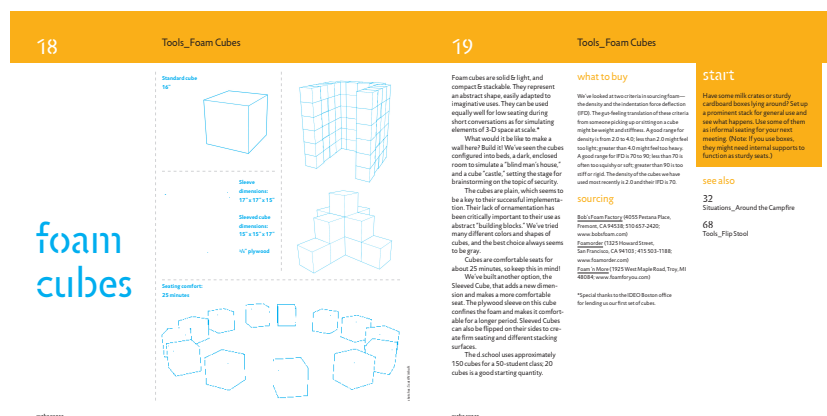 18
Tools_Foam Cubes
Standard cube
16"
Sleeve
dimensions:
17" x 17" x 15"
Sleeved cube
dimensions:
15" x 15" x 17"
¾" plywood
foam
cubes
Seating comfort:
25 minutes
19
Tools_Foam Cubes
Foam cubes are solid & light, and
compact & stackable. They represent
an abstract shape, easily adapted to
imaginative uses. They can be used
equally well for low seating during
short conversations as for simulating
elements of 3-D space at scale.*
What would it be like to make a
wall here? Build it! We've seen the cubes
configured into beds, a dark, enclosed
room to simulate a "blind man's house,"
and a cube "castle," setting the stage for
brainstorming on the topic of security.
The cubes are plain, which seems to
be a key to their successful implementa-
tion. Their lack of ornamentation has
been critically important to their use as
abstract "building blocks." We've tried
many different colors and shapes of
cubes, and the best choice always seems
to be gray.
Cubes are comfortable seats for
about 25 minutes, so keep this in mind!
We've built another option, the
Sleeved Cube, that adds a new dimen-
sion and makes a more comfortable
seat. The plywood sleeve on this cube
confines the foam and makes it comfort-
able for a longer period. Sleeved Cubes
can also be flipped on their sides to cre-
ate firm seating and different stacking
surfaces.
The d.school uses approximately
150 cubes for a 50-student class; 20
cubes is a good starting quantity.
what to buy
We've looked at two criteria in sourcing foam—
the density and the indentation force deflection
(IFD). The gut-feeling translation of these criteria
from someone picking up or sitting on a cube
might be weight and stiffness. A good range for
density is from 2.0 to 4.0; less than 2.0 might feel
too light; greater than 4.0 might feel too heavy.
A good range for IFD is 70 to 90; less than 70 is
often too squishy or soft; greater than 90 is too
stiff or rigid. The density of the cubes we have
used most recently is 2.0 and their IFD is 70.
sourcing
Bob's Foam Factory (4055 Pestana Place,
Fremont, CA 94538; 510-657-2420;
www.bobsfoam.com)
Foamorder (1325 Howard Street,
San Francisco, CA 94103; 415-503-1188;
www.foamorder.com)
Foam 'n More (1925 West Maple Road, Troy, MI
48084; www.foamforyou.com)
*Special thanks to the IDEO Boston office
for lending us our first set of cubes.
start
Have some milk crates or sturdy
cardboard boxes lying around? Set up
a prominent stack for general use and
see what happens. Use some of them
as informal seating for your next
meeting. (Note: If you use boxes,
they might need internal supports to
function as sturdy seats.)
see also
32
Situations_Around the Campfire
68
Tools_Flip Stool